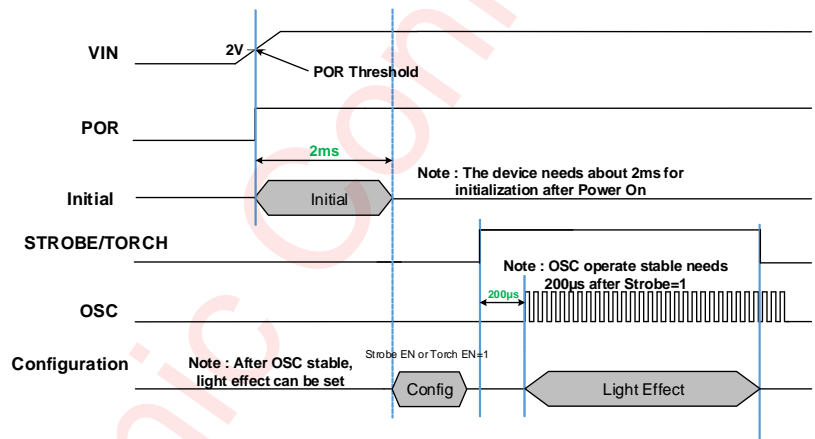 VIN
2V
POR Threshold
POR
2ms
Initial
Initial
Note : The device needs about 2ms for
initialization after Power On
STROBE/TORCH
Note : OSC operate stable needs
200µs after Strobe=1
200µs
OSC
Configuration
Note : After OSC stable,
light effect can be set
Strobe EN or Torch EN=1
Config
Light Effect